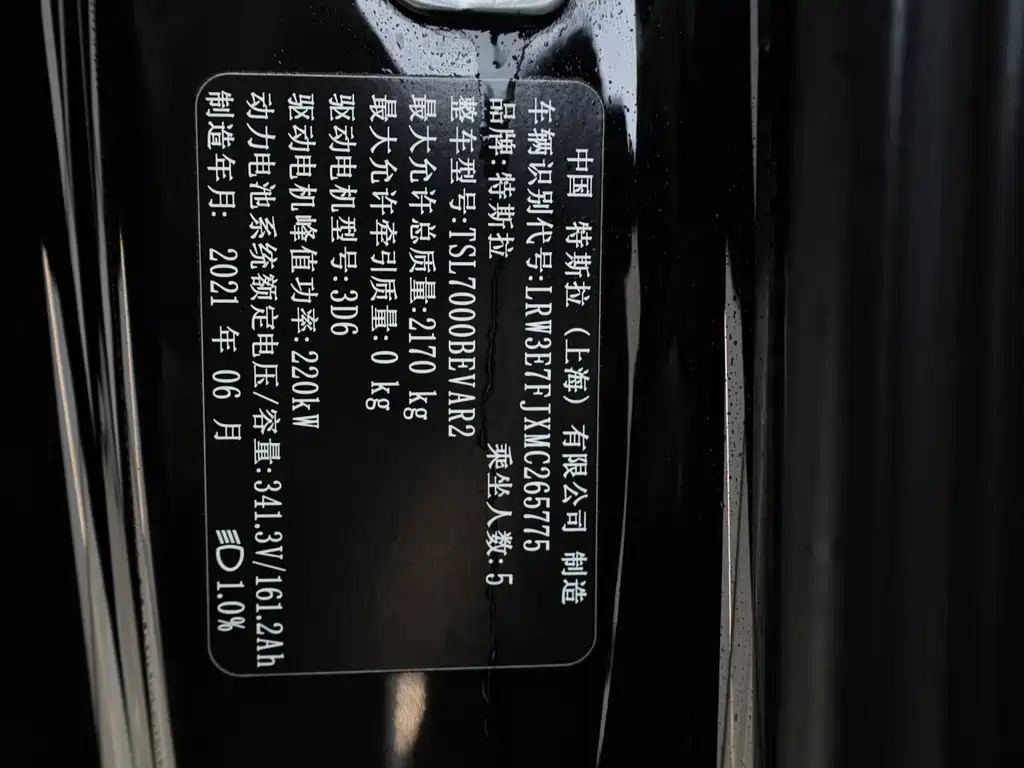 中国 特斯拉（上海）有限公司 制造
车辆识别代号:LRW3E7FJXMC265775
品牌:特斯拉 乘坐人数:5
整车型号:TSL7000BEVAR2
最大允许总质量:2170 kg
最大允许牵引质量:0 kg
驱动电机型号:3D6
驱动电机峰值功率:220kW
动力电池系统额定电压/容量:341.3V/161.2Ah
制造年月: 2021 年 06 月 1.0%